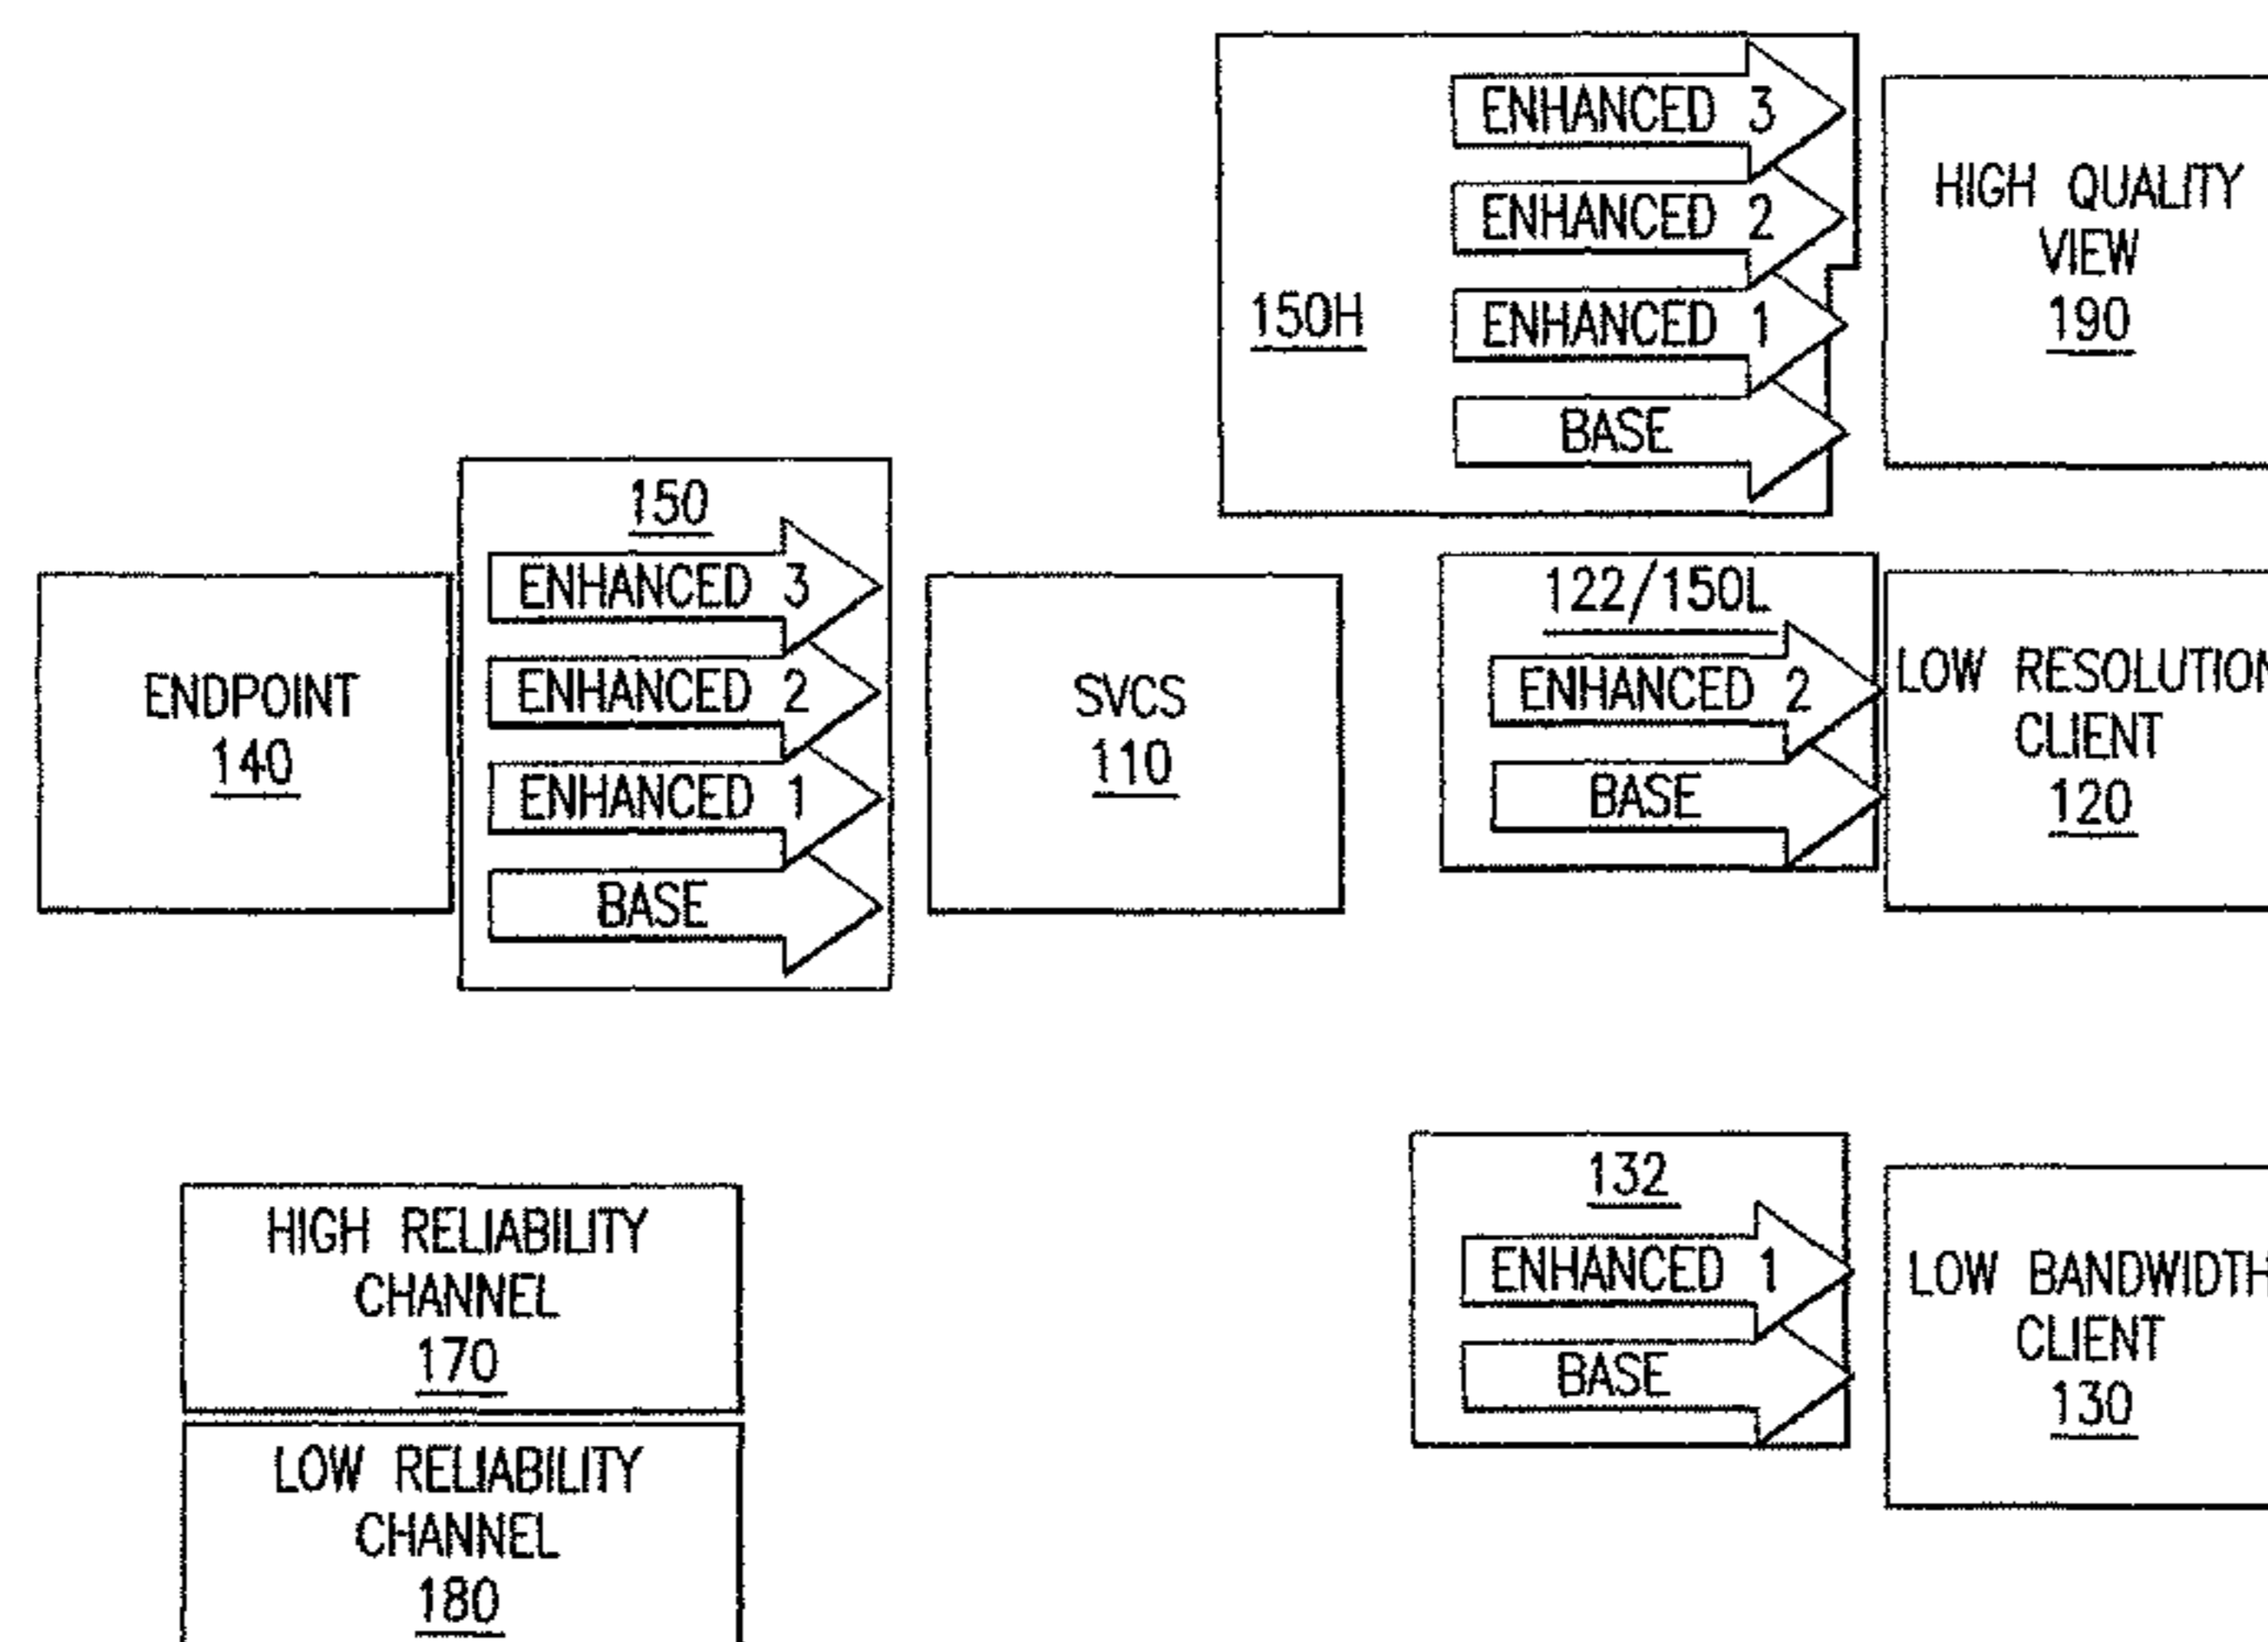 ENHANCED 3
ENHANCED 2
ENHANCED 1
BASE
150H
HIGH QUALITY
VIEW
190
150
ENHANCED 3
ENHANCED 2
ENHANCED 1
BASE
ENDPOINT
140
SVCS
110
122/150L
ENHANCED 2
BASE
LOW RESOLUTION
CLIENT
120
132
ENHANCED 1
BASE
LOW BANDWIDTH
CLIENT
130
HIGH RELIABILITY
CHANNEL
170
LOW RELIABILITY
CHANNEL
180